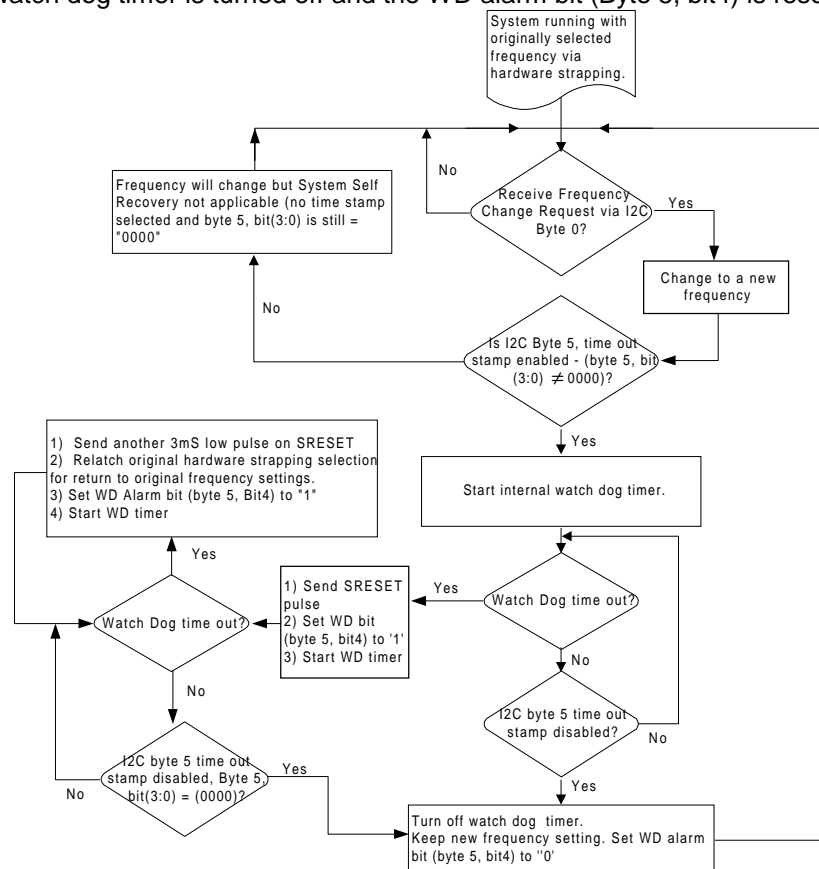 watch dog timer is turned off and the WD alarm bit (Byte 5, bit4) is rese
System running with
originally selected
frequency via
hardware strapping.
No
Receive Frequency
Change Request via I2C
Byte 0?
Yes
Frequency will change but System Self
Recovery not applicable (no time stamp
selected and byte 5, bit(3:0) is still =
"0000"
Change to a new
frequency
No
Is I2C Byte 5, time out
stamp enabled - (byte 5, bit
(3:0) ≠ 0000)?
Yes
1) Send another 3mS low pulse on SRESET
2) Relatch original hardware strapping selection
for return to original frequency settings.
3) Set WD Alarm bit (byte 5, Bit4) to "1"
4) Start WD timer
Start internal watch dog timer.
Yes
Watch Dog time out?
1) Send SRESET
pulse
2) Set WD bit
(byte 5, bit4) to '1'
3) Start WD timer
Yes
Watch Dog time out?
No
No
I2C byte 5 time out
stamp disabled?
No
Yes
I2C byte 5 time out
stamp disabled, Byte 5,
bit(3:0) = (0000)?
No
Yes
Turn off watch dog timer.
Keep new frequency setting. Set WD alarm
bit (byte 5, bit4) to ''0'